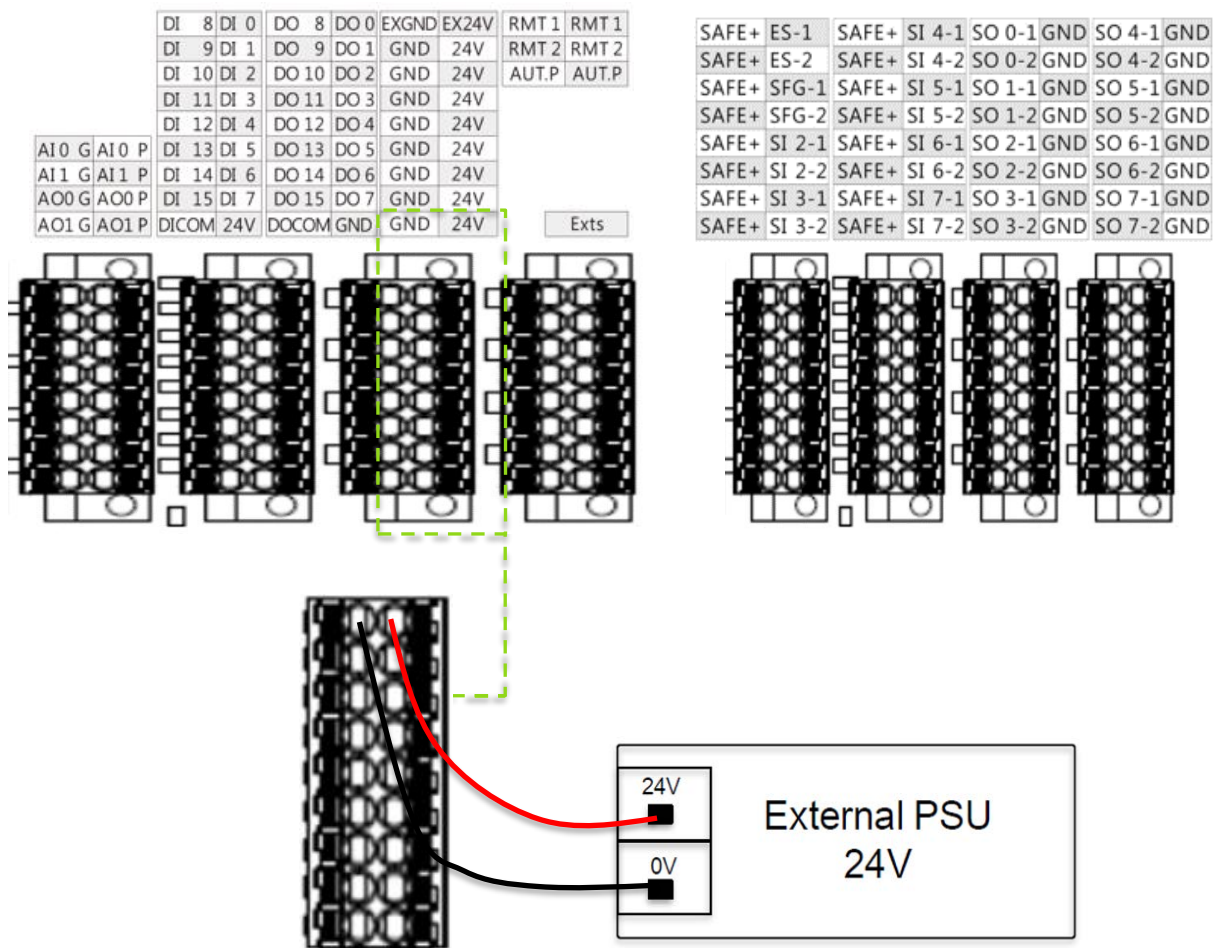 DI 8 DI 0 DO 8 DO 0 EXGND EX24V RMT 1 RMT 1
DI 9 DI 1 DO 9 DO 1 GND 24V RMT 2 RMT 2
DI 10 DI 2 DO 10 DO 2 GND 24V AUT.P AUT.P
DI 11 DI 3 DO 11 DO 3 GND 24V
DI 12 DI 4 DO 12 DO 4 GND 24V
AI 0 G AI 0 P DI 13 DI 5 DO 13 DO 5 GND 24V
AI 1 G AI 1 P DI 14 DI 6 DO 14 DO 6 GND 24V
AO0 G AO0 P DI 15 DI 7 DO 15 DO 7 GND 24V
AO1 G AO1 P DICOM 24V DOCOM GND GND 24V Exts
SAFE+ ES-1 SAFE+ SI 4-1 SO 0-1 GND SO 4-1 GND
SAFE+ ES-2 SAFE+ SI 4-2 SO 0-2 GND SO 4-2 GND
SAFE+ SFG-1 SAFE+ SI 5-1 SO 1-1 GND SO 5-1 GND
SAFE+ SFG-2 SAFE+ SI 5-2 SO 1-2 GND SO 5-2 GND
SAFE+ SI 2-1 SAFE+ SI 6-1 SO 2-1 GND SO 6-1 GND
SAFE+ SI 2-2 SAFE+ SI 6-2 SO 2-2 GND SO 6-2 GND
SAFE+ SI 3-1 SAFE+ SI 7-1 SO 3-1 GND SO 7-1 GND
SAFE+ SI 3-2 SAFE+ SI 7-2 SO 3-2 GND SO 7-2 GND
24V
0V
External PSU
24V